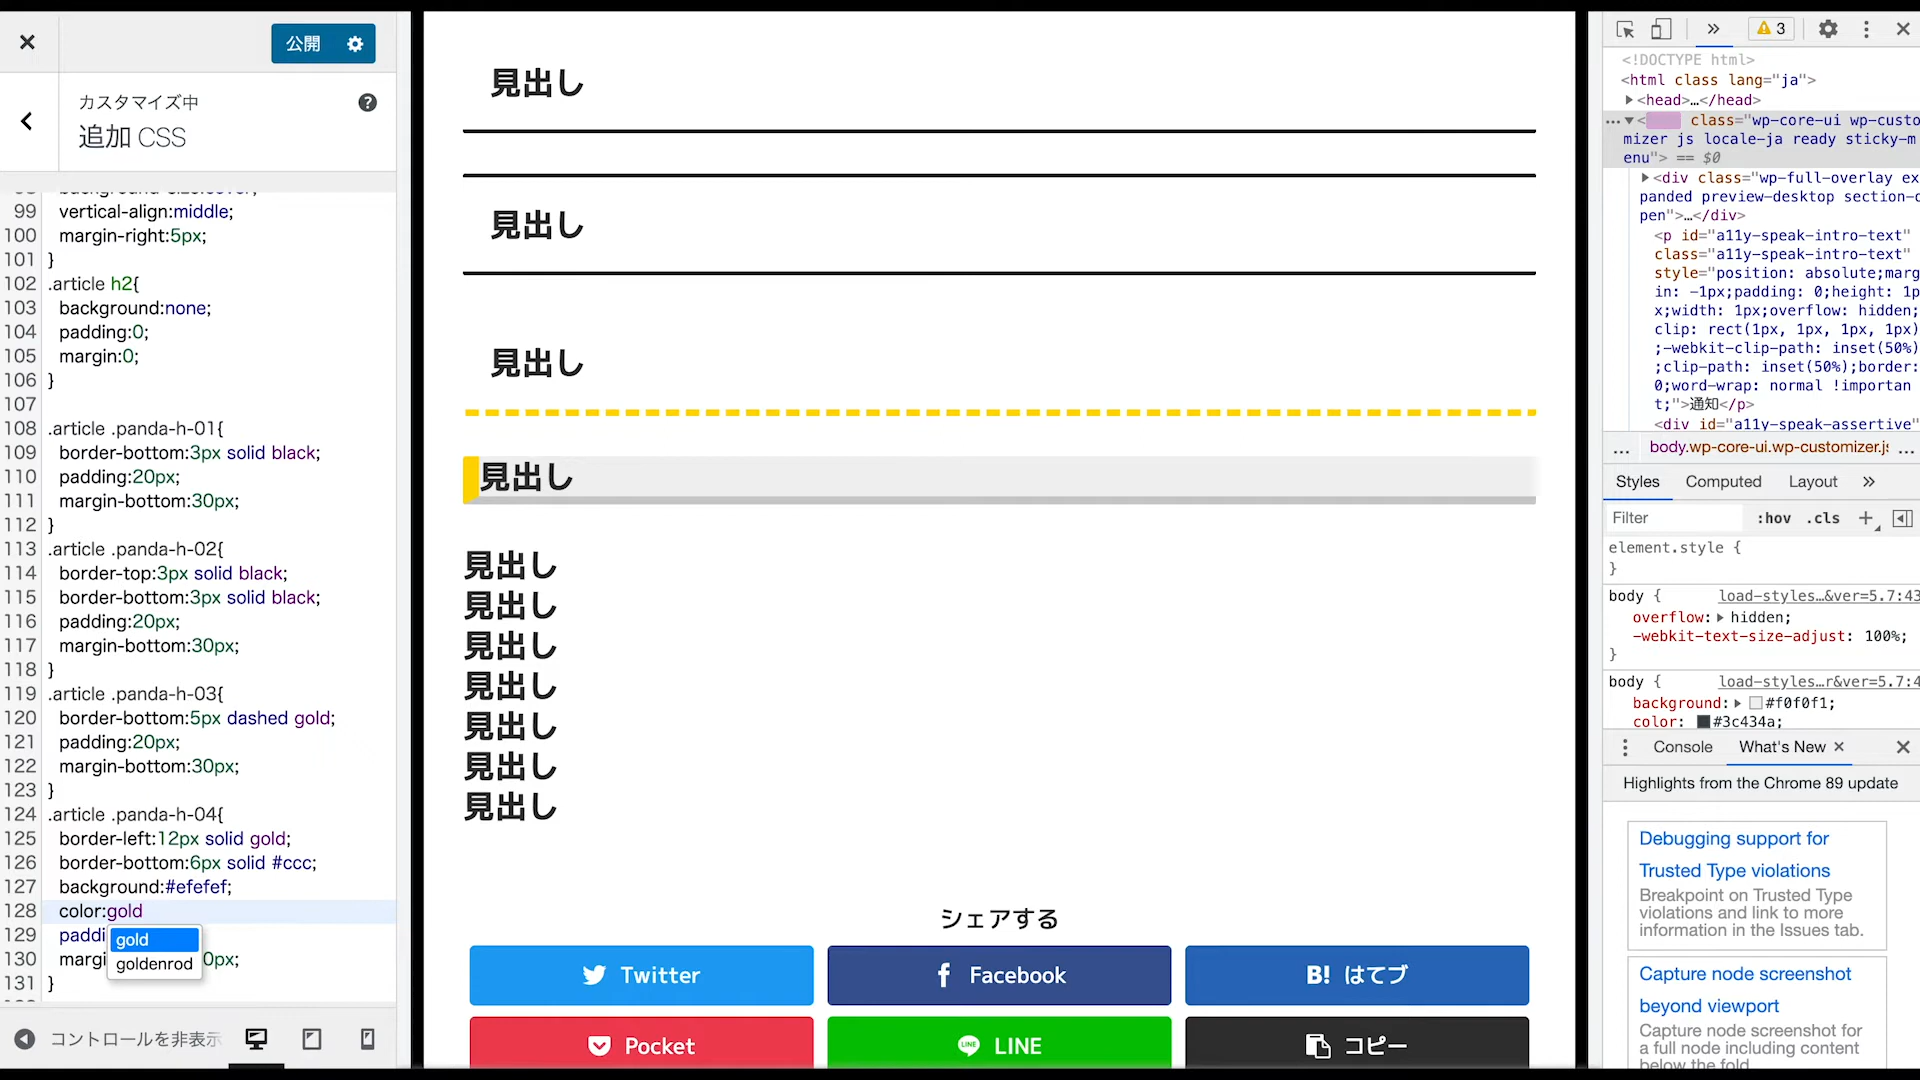 公開
カスタマイズ中
追加 CSS
99 vertical-align:middle;
100 margin-right:5px;
101 }
102 .article h2{
103 background:none;
104 padding:0;
105 margin:0;
106 }
107
108 .article .panda-h-01{
109 border-bottom:3px solid black;
110 padding:20px;
111 margin-bottom:30px;
112 }
113 .article .panda-h-02{
114 border-top:3px solid black;
115 border-bottom:3px solid black;
116 padding:20px;
117 margin-bottom:30px;
118 }
119 .article .panda-h-03{
120 border-bottom:5px dashed gold;
121 padding:20px;
122 margin-bottom:30px;
123 }
124 .article .panda-h-04{
125 border-left:12px solid gold;
126 border-bottom:6px solid #ccc;
127 background:#efefef;
128 color:gold
129 paddi
130 margi 0px;
131 }
gold
goldenrod
コントロールを非表示
見出し
見出し
見出し
見出し
見出し
見出し
見出し
見出し
見出し
見出し
見出し
シェアする
Twitter
Facebook
B! はてブ
Pocket
LINE LINE
コピー
3
<!DOCTYPE html>
<html class lang="ja">
<head>…</head>
< class="wp-core-ui wp-custo
mizer js locale-ja ready sticky-m
enu"> == $0
<div class="wp-full-overlay ex
panded preview-desktop section-o
pen">…</div>
<p id="a11y-speak-intro-text"
class="a11y-speak-intro-text"
style="position: absolute;marg
in: -1px;padding: 0;height: 1p
x;width: 1px;overflow: hidden;
clip: rect(1px, 1px, 1px, 1px)
;-webkit-clip-path: inset(50%)
;clip-path: inset(50%);border:
0;word-wrap: normal !importan
t;">通知</p>
<div id="a11y-speak-assertive"
... body.wp-core-ui.wp-customizer.js ...
Styles Computed Layout
Filter :hov .cls
element.style {
}
body { load-styles…&ver=5.7:43
overflow: hidden;
-webkit-text-size-adjust: 100%;
}
body { load-styles…r&ver=5.7:4
background: #f0f0f1;
color: #3c434a;
Console What's New
Highlights from the Chrome 89 update
Debugging support for
Trusted Type violations
Breakpoint on Trusted Type
violations and link to more
information in the Issues tab.
Capture node screenshot
beyond viewport
Capture node screenshot for
a full node including content
below the fold